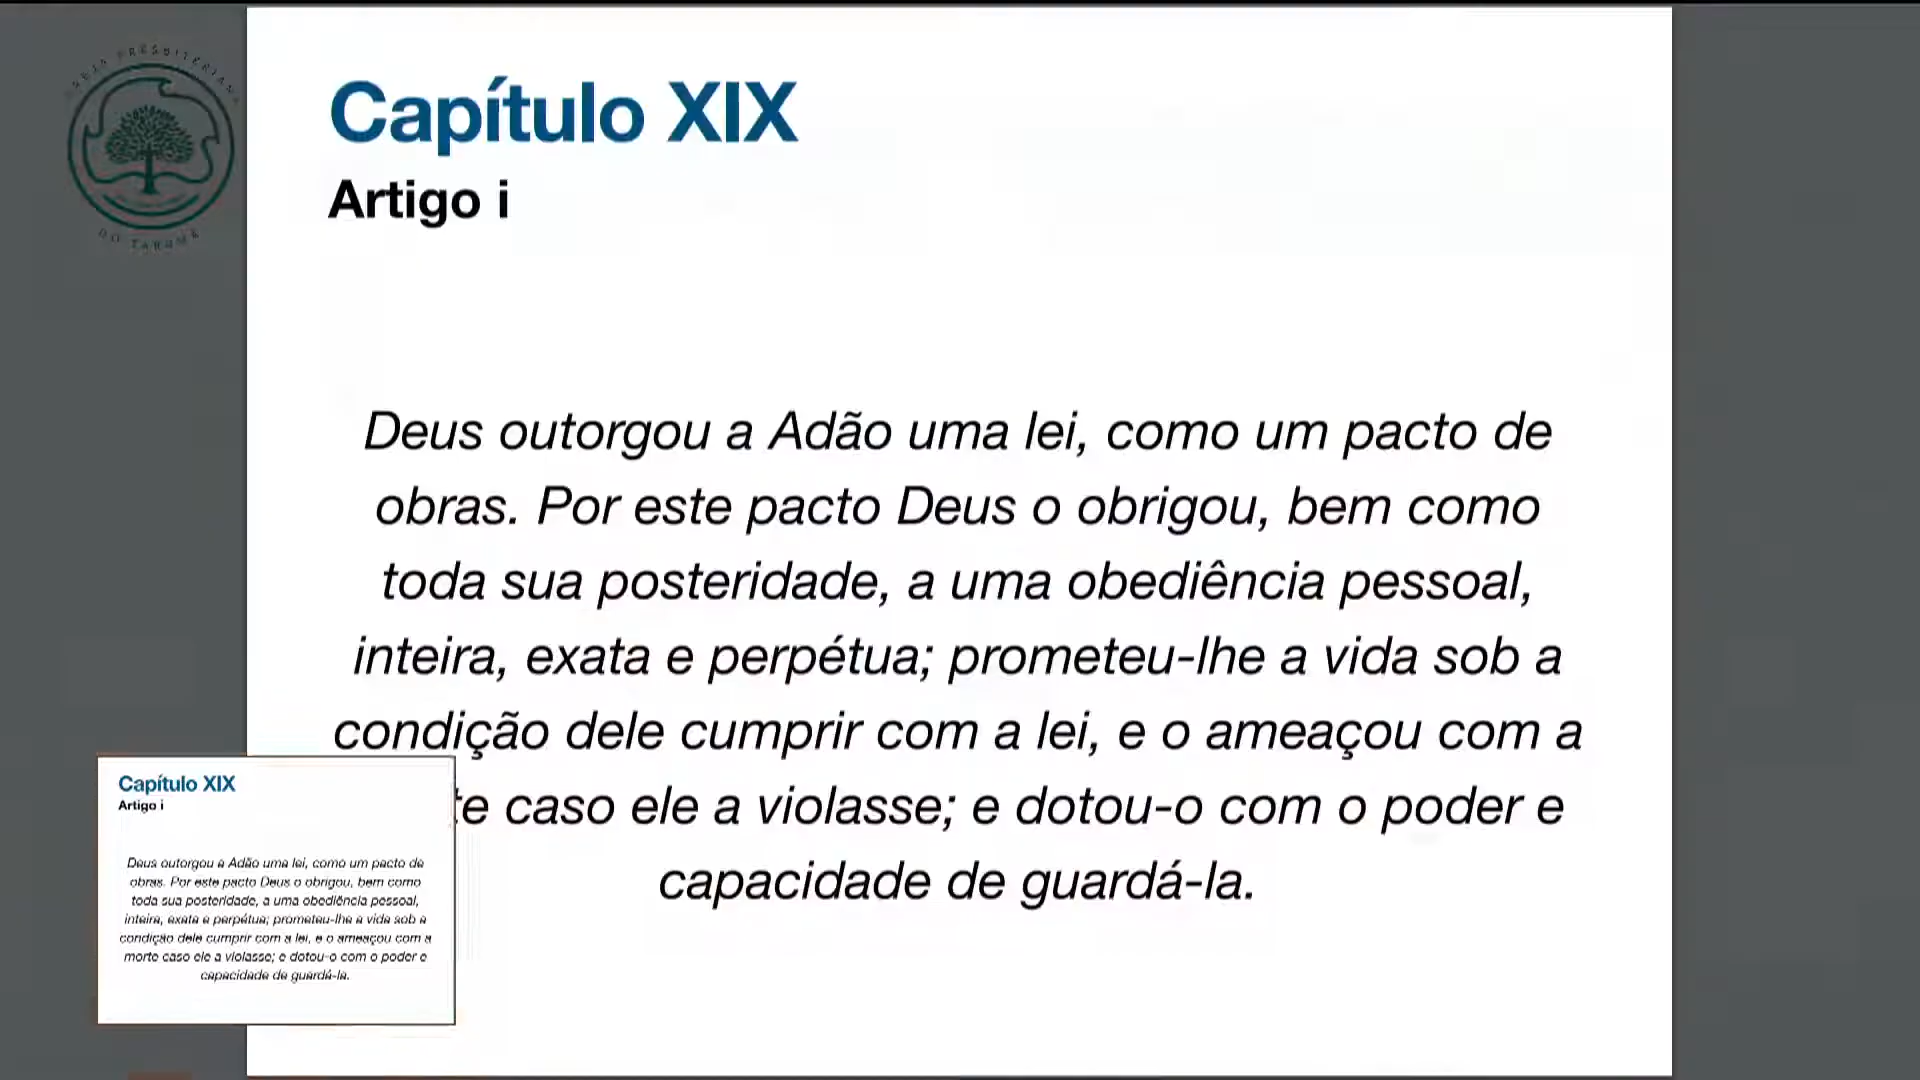 Capítulo XIX
Artigo i
Deus outorgou a Adão uma lei, como um pacto de
obras. Por este pacto Deus o obrigou, bem como
toda sua posteridade, a uma obediência pessoal,
inteira, exata e perpétua; prometeu-lhe a vida sob a
condição dele cumprir com a lei, e o ameaçou com a
te caso ele a violasse; e dotou-o com o poder e
capacidade de guardá-la.
Capítulo XIX
Artigo i
Deus outorgou a Adão uma lei, como um pacto de
obras. Por este pacto Deus o obrigou, bem como
toda sua posteridade, a uma obediência pessoal,
inteira, exata e perpétua; prometeu-lhe a vida sob a
condição dele cumprir com a lei, e o ameaçou com a
morte caso ele a violasse; e dotou-o com o poder e
capacidade de guardá-la.
PRESBITERIANA
DO TARUMÃ